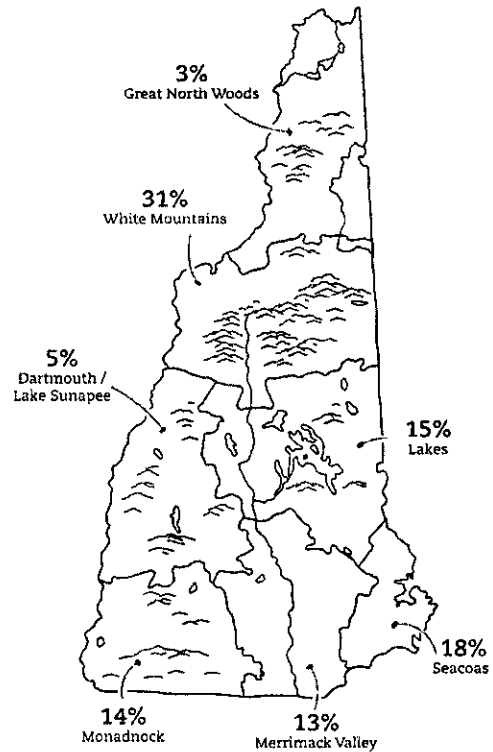 3%
Great North Woods
31%
White Mountains
5%
Dartmouth /
Lake Sunapee
15%
Lakes
18%
Seacoas
14%
Monadnock
13%
Merrimack Valley